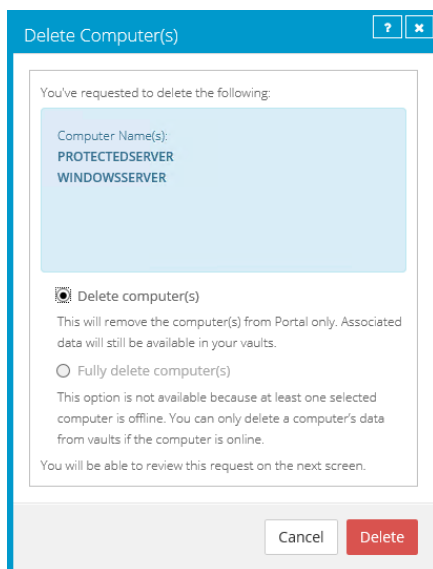 Delete Computer(s)
?
×
You've requested to delete the following:
Computer Name(s):
PROTECTEDSERVER
WINDOWSSERVER
Delete computer(s)
This will remove the computer(s) from Portal only. Associated
data will still be available in your vaults.
Fully delete computer(s)
This option is not available because at least one selected
computer is offline. You can only delete a computer's data
from vaults if the computer is online.
You will be able to review this request on the next screen.
Cancel
Delete